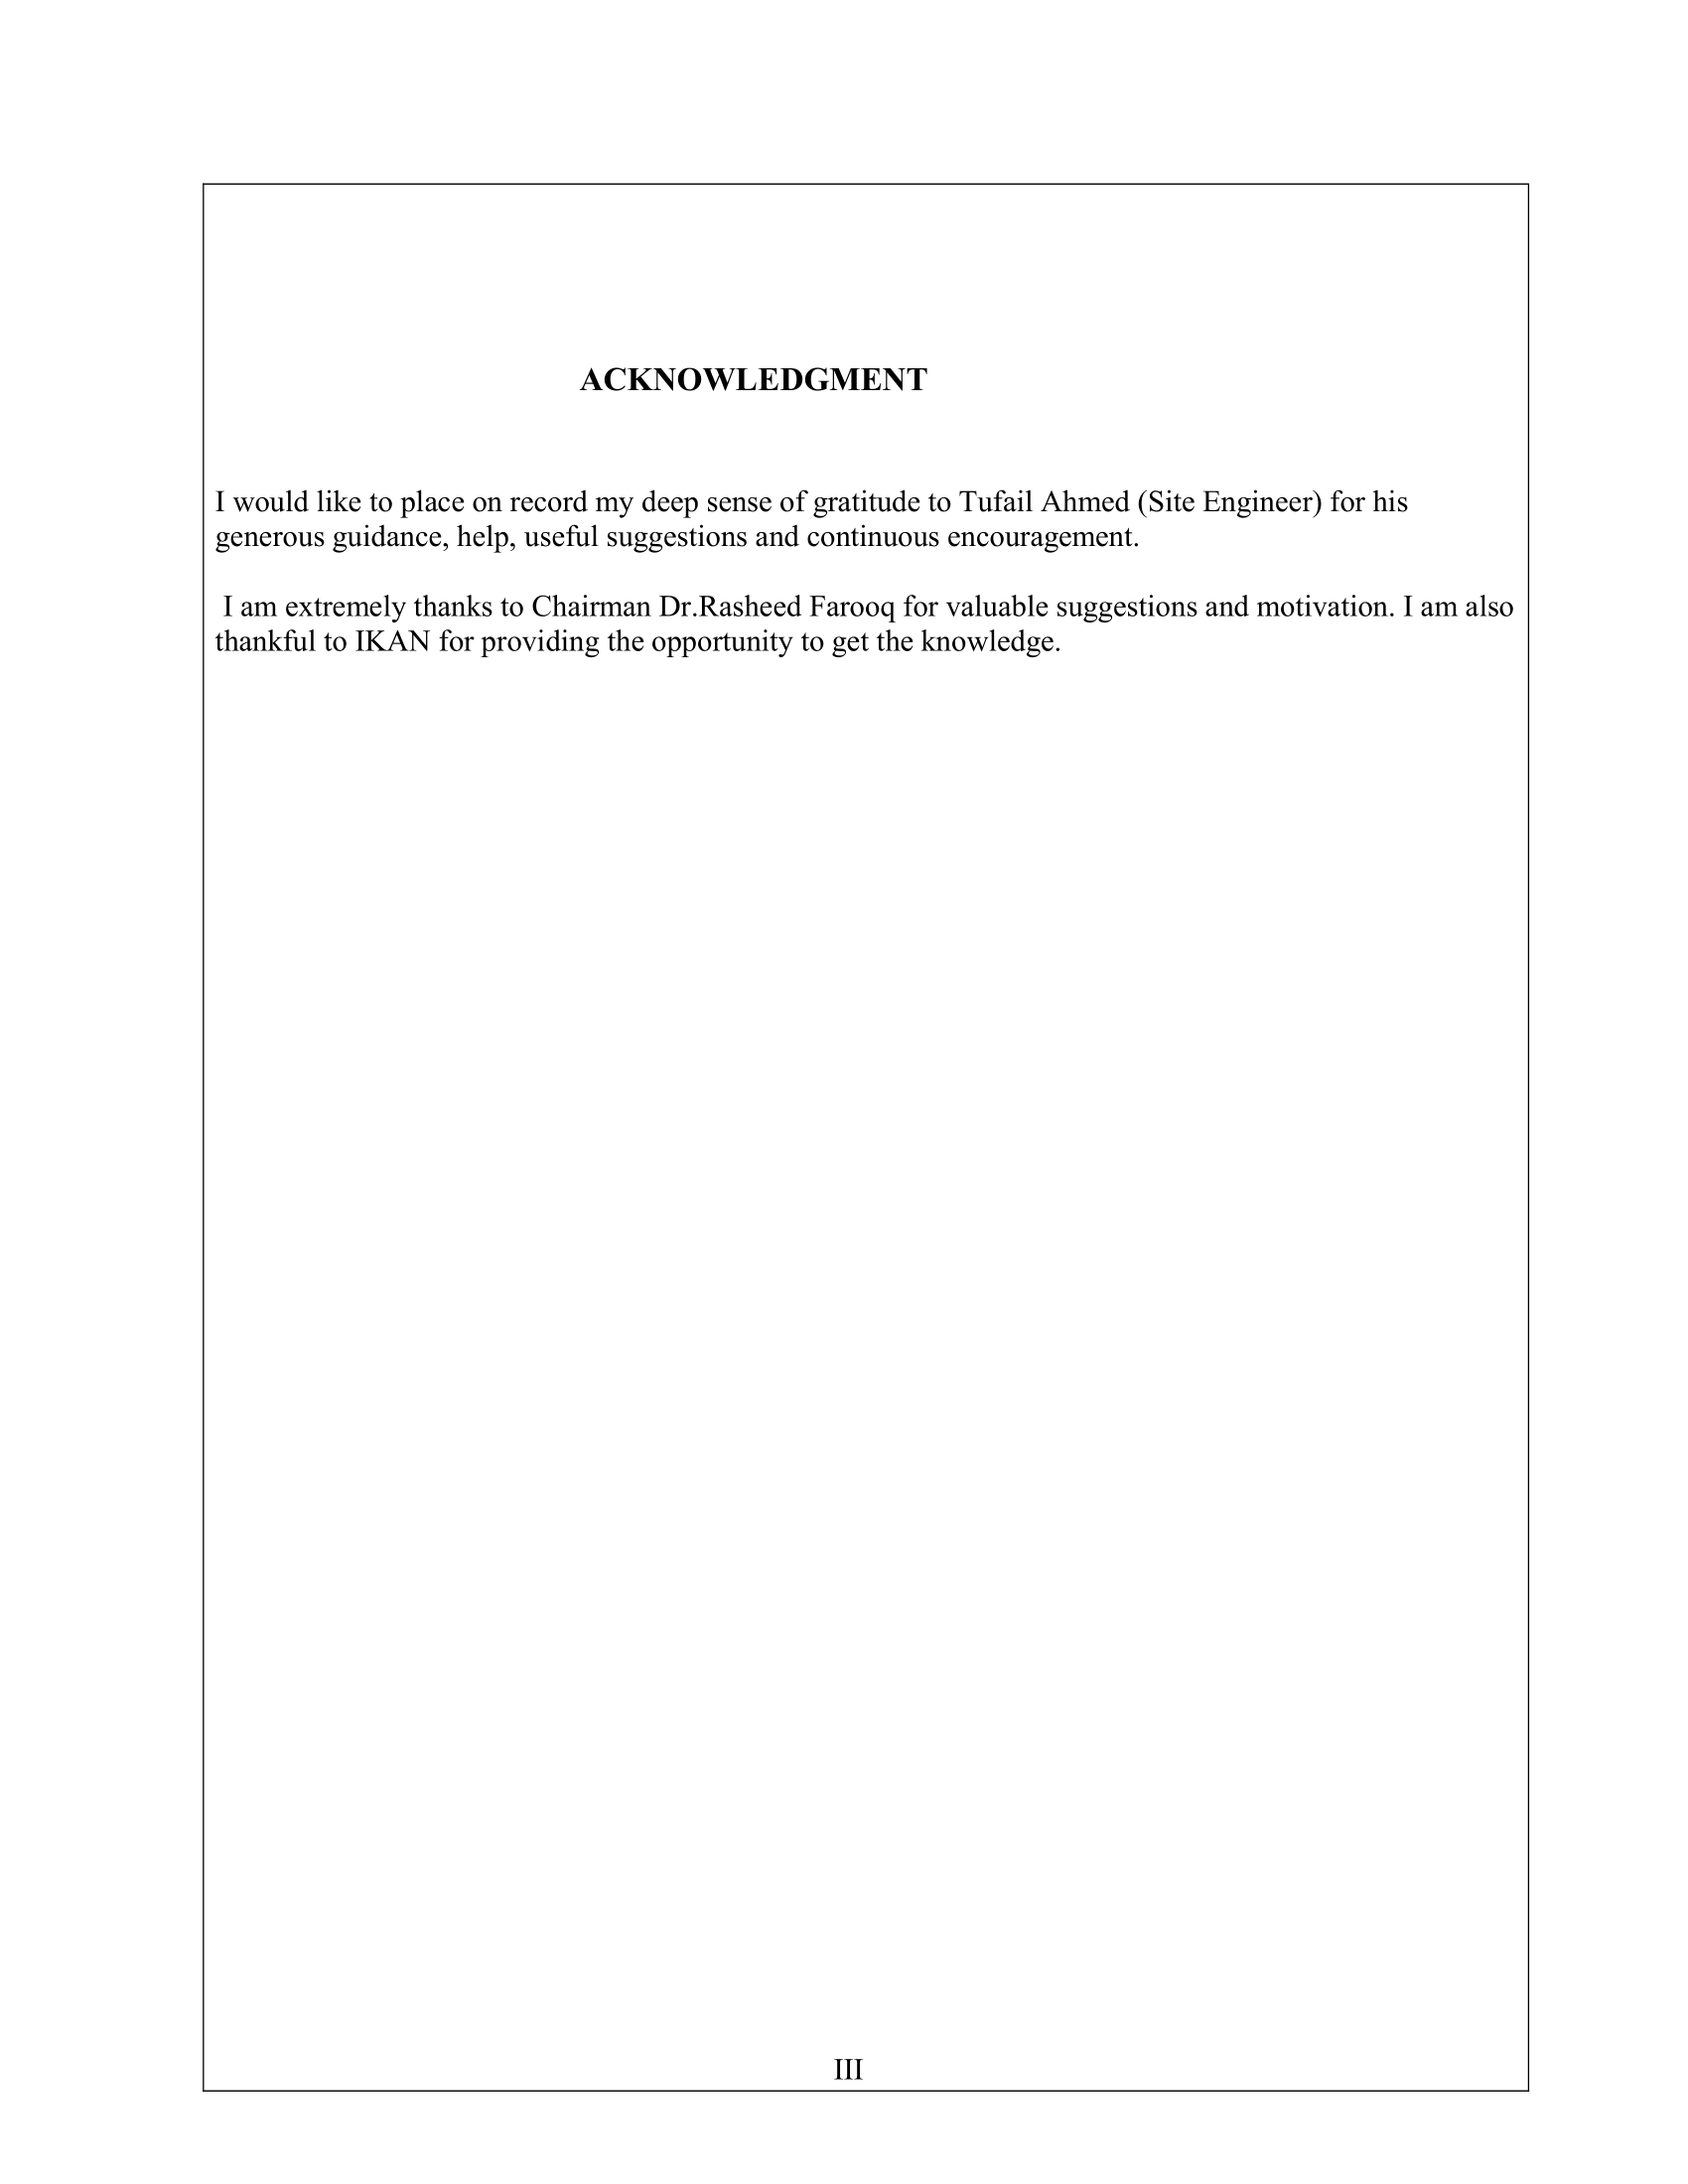 ACKNOWLEDGMENT
I would like to place on record my deep sense of gratitude to Tufail Ahmed (Site Engineer) for his
generous guidance, help, useful suggestions and continuous encouragement.
I am extremely thanks to Chairman Dr.Rasheed Farooq for valuable suggestions and motivation. I am also
thankful to IKAN for providing the opportunity to get the knowledge.
III